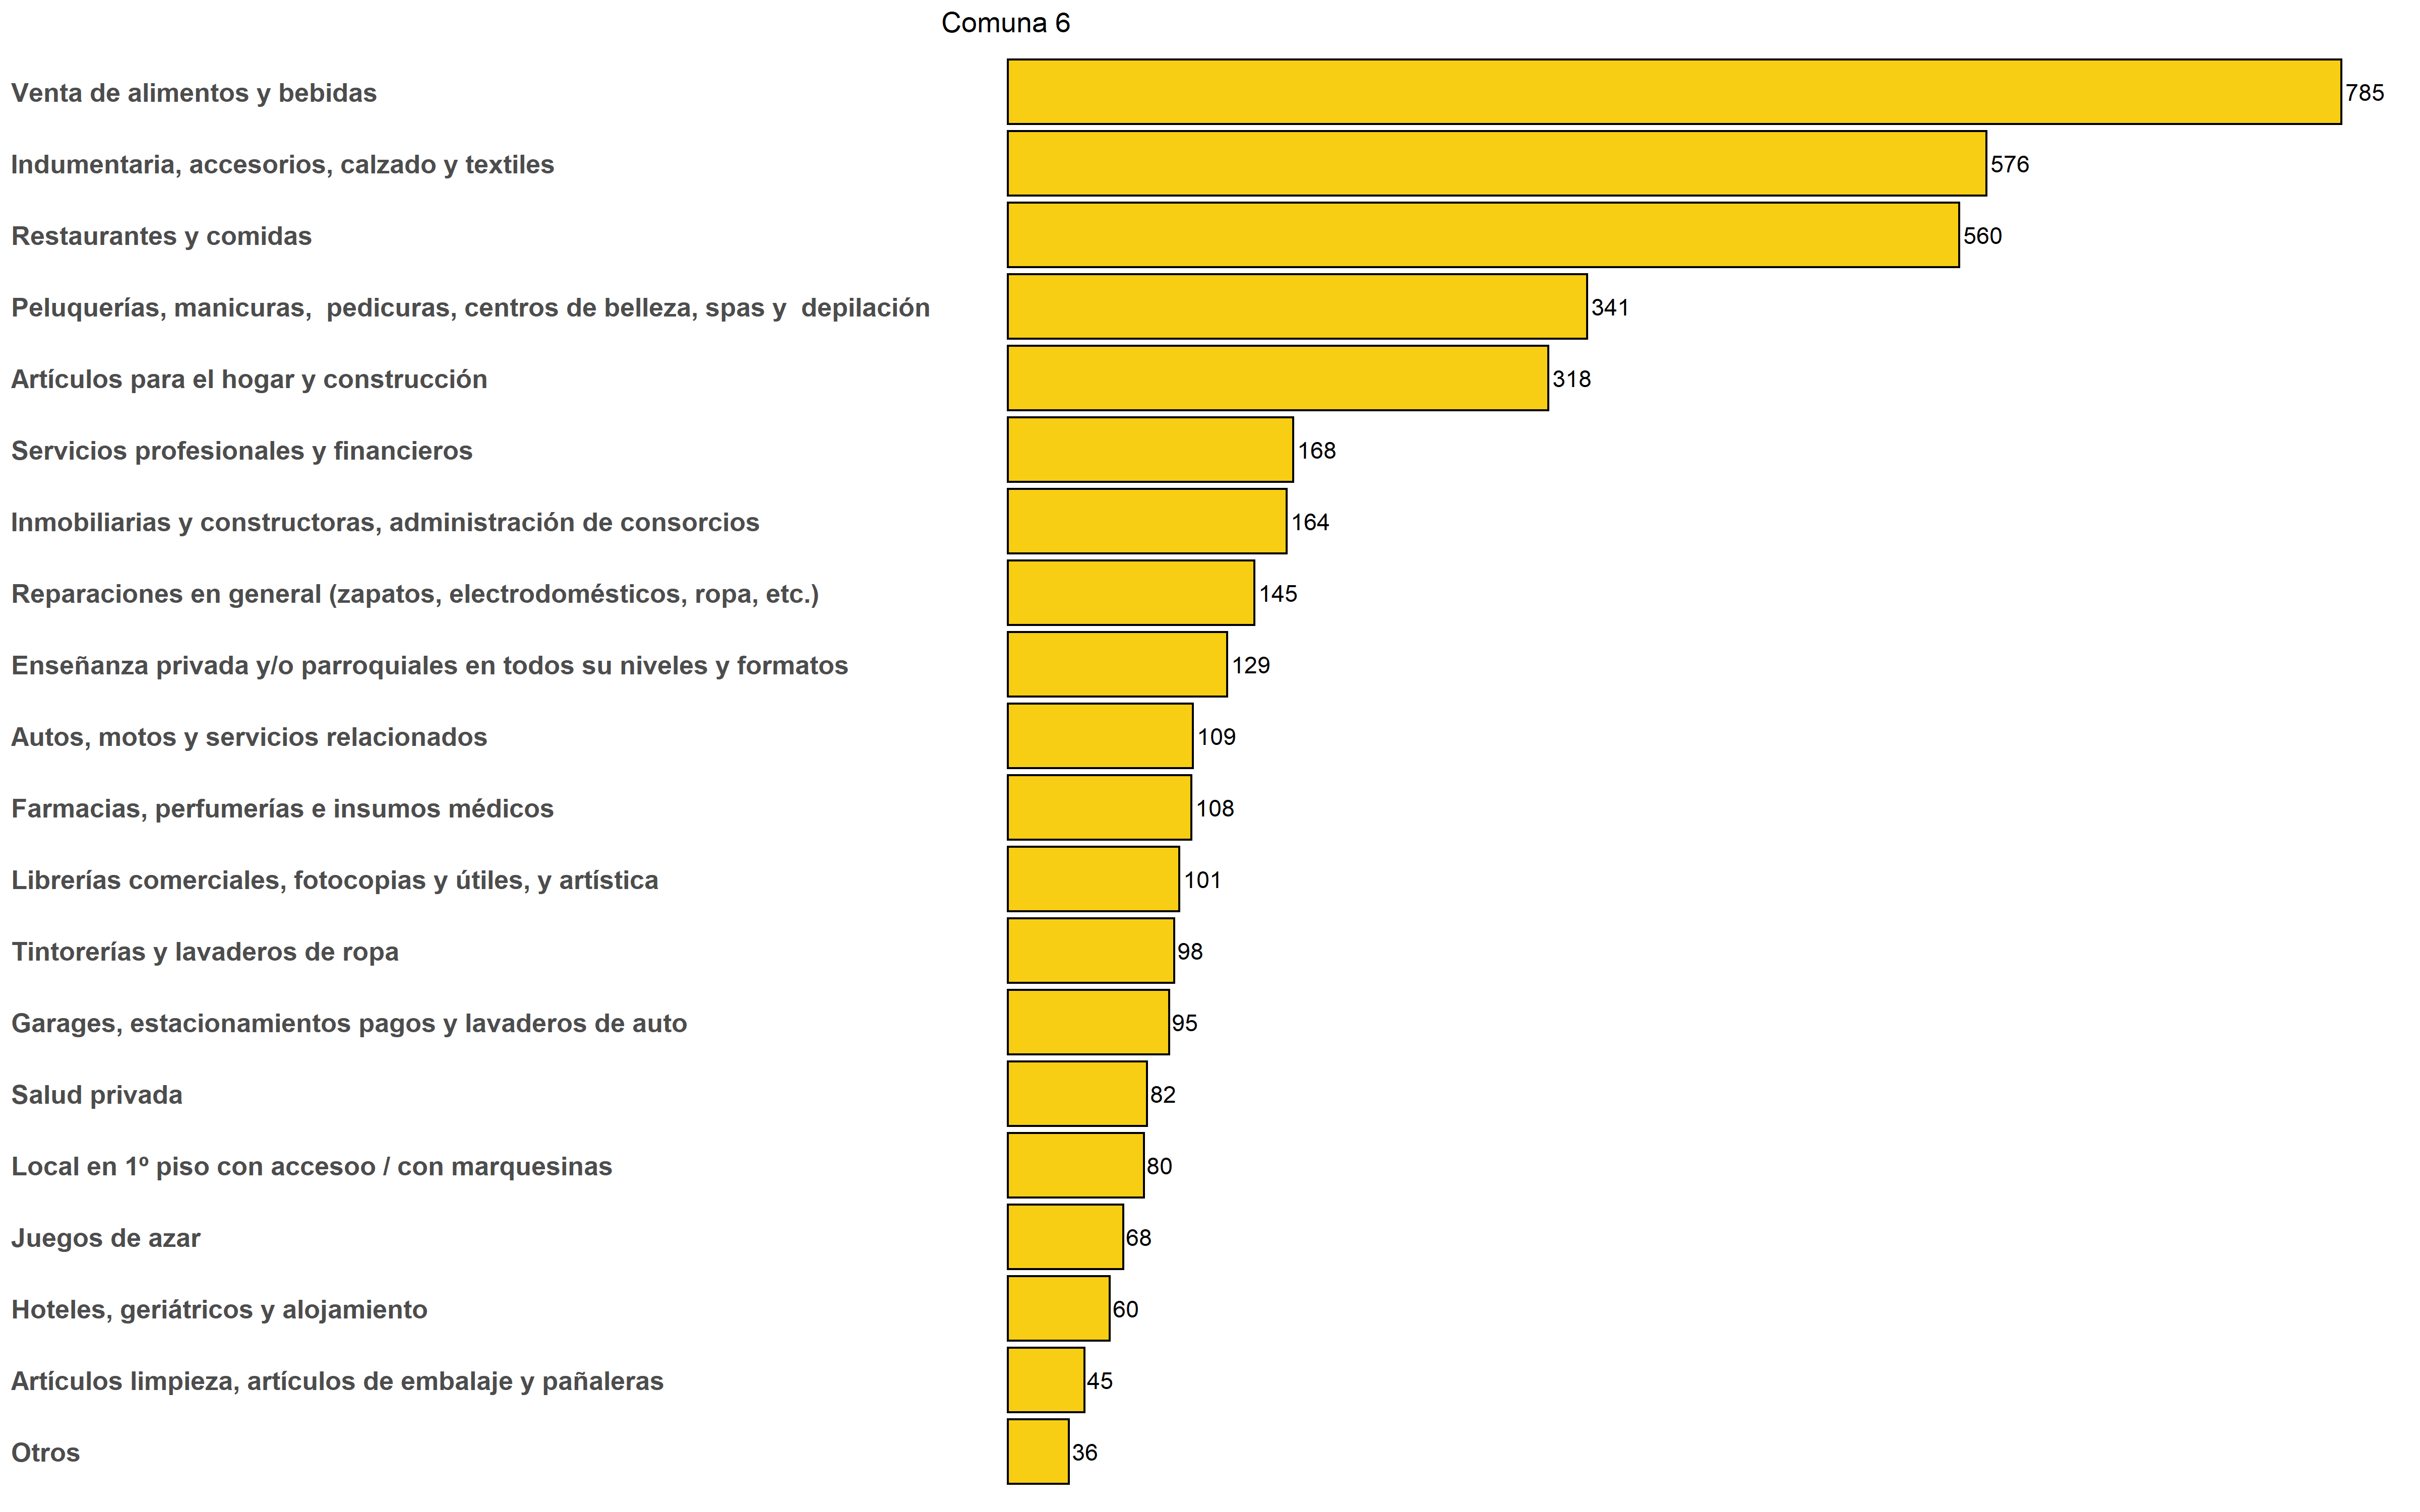 Comuna 6
Venta de alimentos y bebidas 785
Indumentaria, accesorios, calzado y textiles 576
Restaurantes y comidas 560
Peluquerías, manicuras,  pedicuras, centros de belleza, spas y  depilación 341
Artículos para el hogar y construcción 318
Servicios profesionales y financieros 168
Inmobiliarias y constructoras, administración de consorcios 164
Reparaciones en general (zapatos, electrodomésticos, ropa, etc.) 145
Enseñanza privada y/o parroquiales en todos su niveles y formatos 129
Autos, motos y servicios relacionados 109
Farmacias, perfumerías e insumos médicos 108
Librerías comerciales, fotocopias y útiles, y artística 101
Tintorerías y lavaderos de ropa 98
Garages, estacionamientos pagos y lavaderos de auto 95
Salud privada 82
Local en 1º piso con accesoo / con marquesinas 80
Juegos de azar 68
Hoteles, geriátricos y alojamiento 60
Artículos limpieza, artículos de embalaje y pañaleras 45
Otros 36